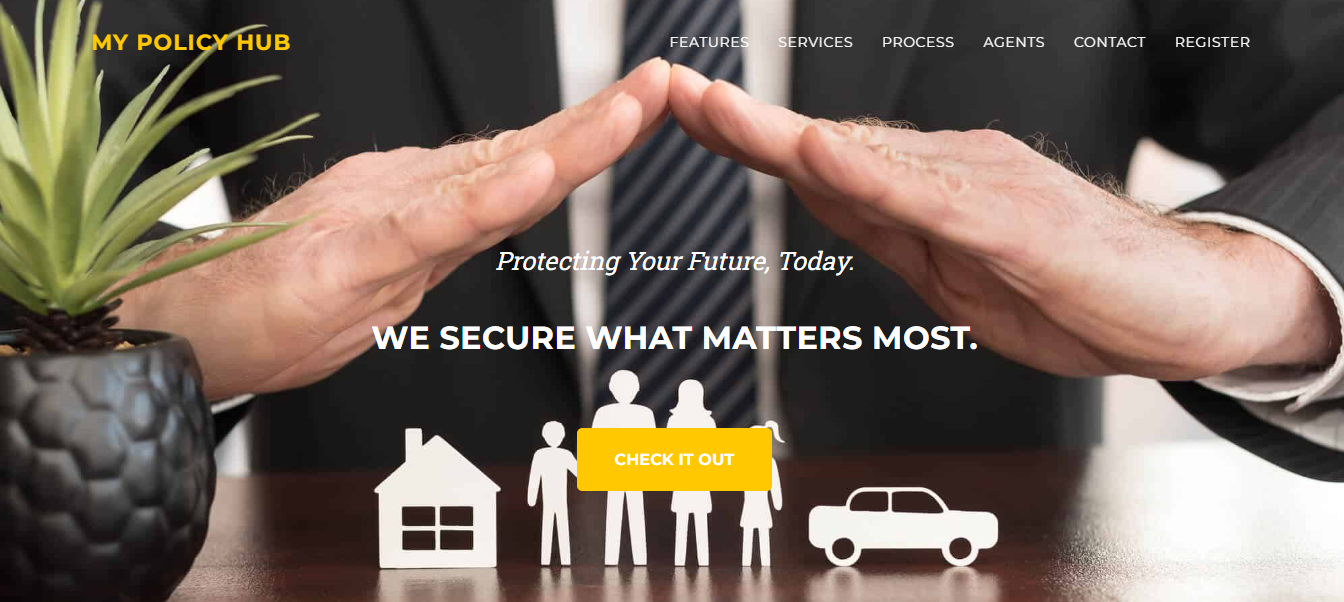 MY POLICY HUB
FEATURES SERVICES PROCESS AGENTS CONTACT REGISTER
Protecting Your Future, Today.
WE SECURE WHAT MATTERS MOST.
CHECK IT OUT